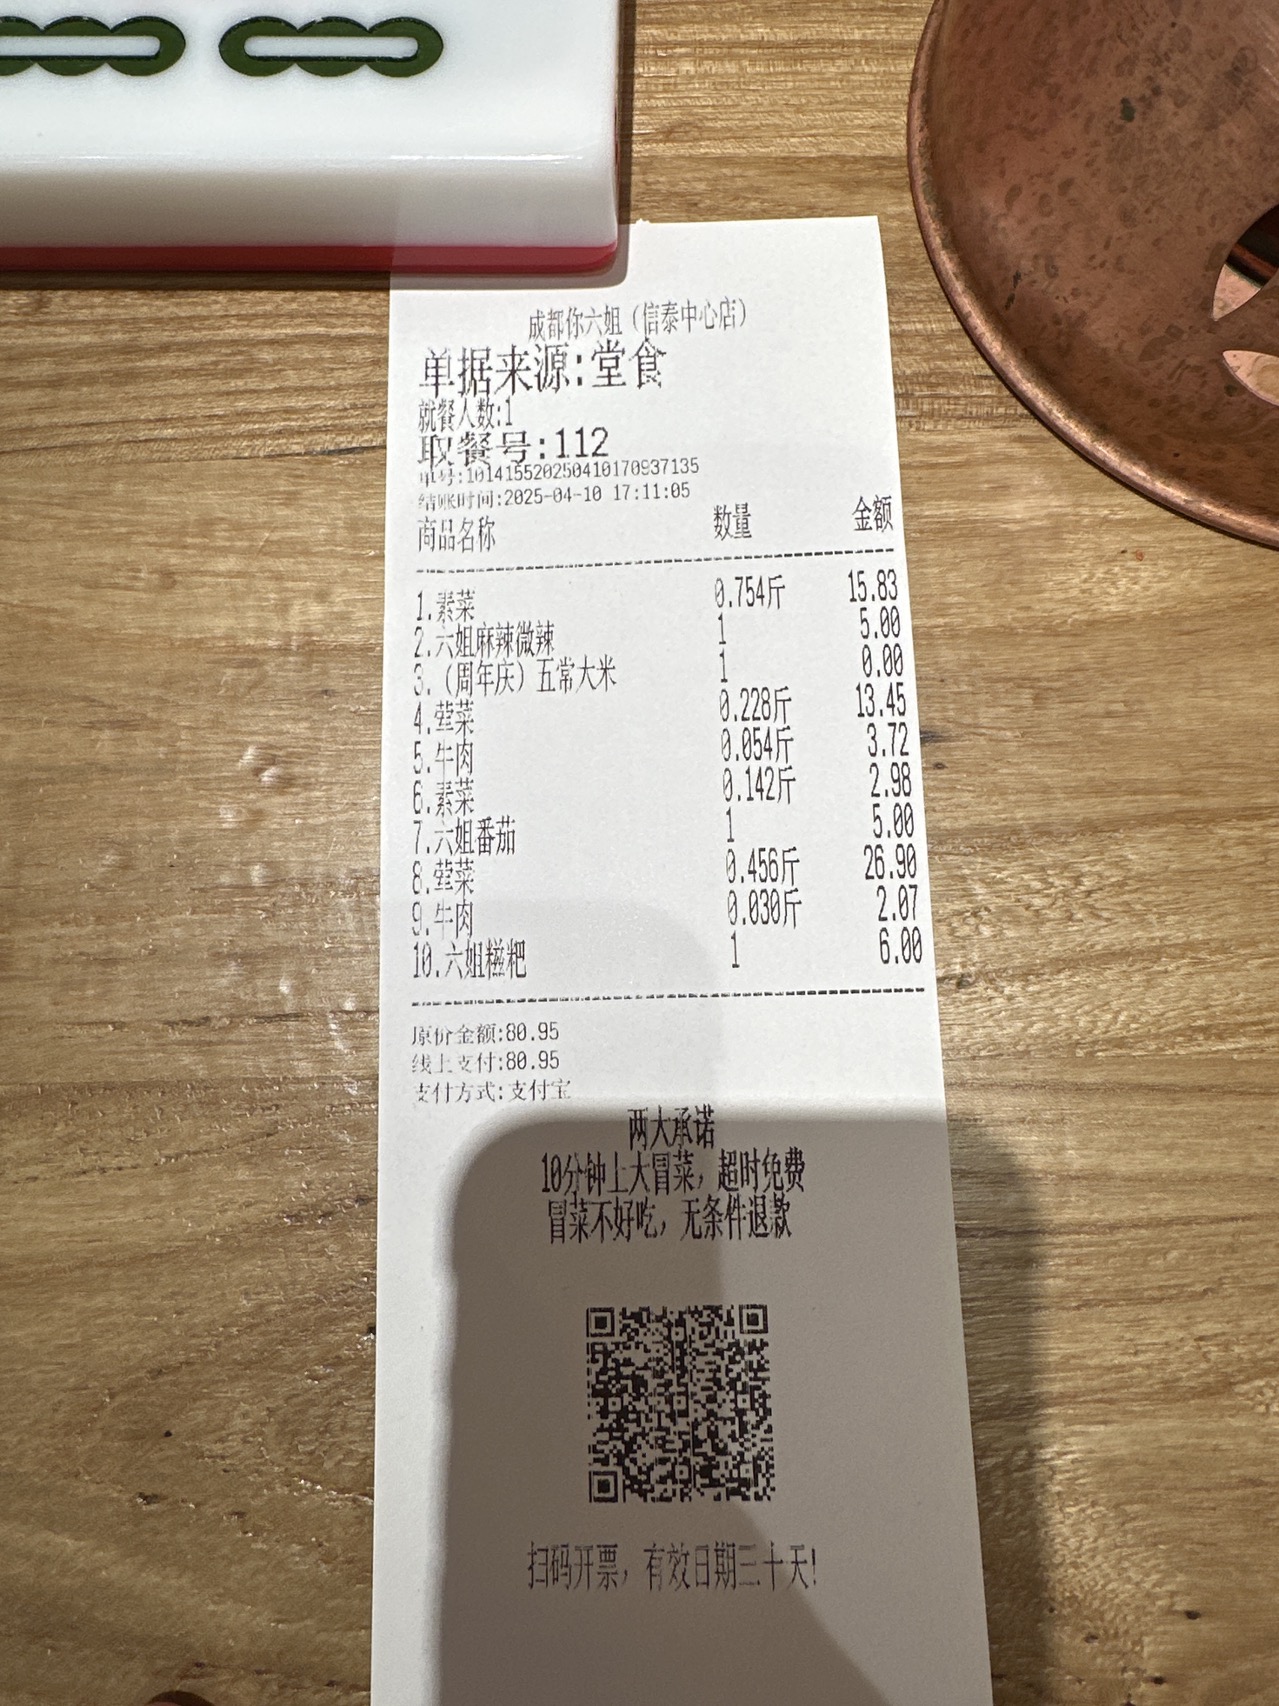 成都你六姐（信泰中心店）
单据来源:堂食
就餐人数:1
取餐号:112
单号:101415520250410170937135
结账时间:2025-04-10 17:11:05
商品名称 数量 金额
1.素菜 0.754斤 15.83
2.六姐麻辣微辣 1 5.00
3.（周年庆）五常大米 1 0.00
4.荤菜 0.228斤 13.45
5.牛肉 0.054斤 3.72
6.素菜 0.142斤 2.98
7.六姐番茄 1 5.00
8.荤菜 0.456斤 26.90
9.牛肉 0.030斤 2.07
10.六姐糍粑 1 6.00
原价金额:80.95
线上支付:80.95
支付方式:支付宝
两大承诺
10分钟上大冒菜，超时免费
冒菜不好吃，无条件退款
扫码开票，有效日期三十天!